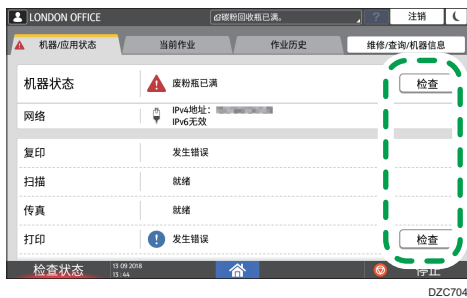 LONDON OFFICE
碳粉回收瓶已满。
?
注销
机器/应用状态
当前作业
作业历史
维修/查询/机器信息
机器状态
废粉瓶已满
检查
网络
IPv4地址：
IPv6无效
复印
发生错误
扫描
就绪
传真
就绪
打印
发生错误
检查
检查状态
13 09 2018
13 : 44
停止
DZC704